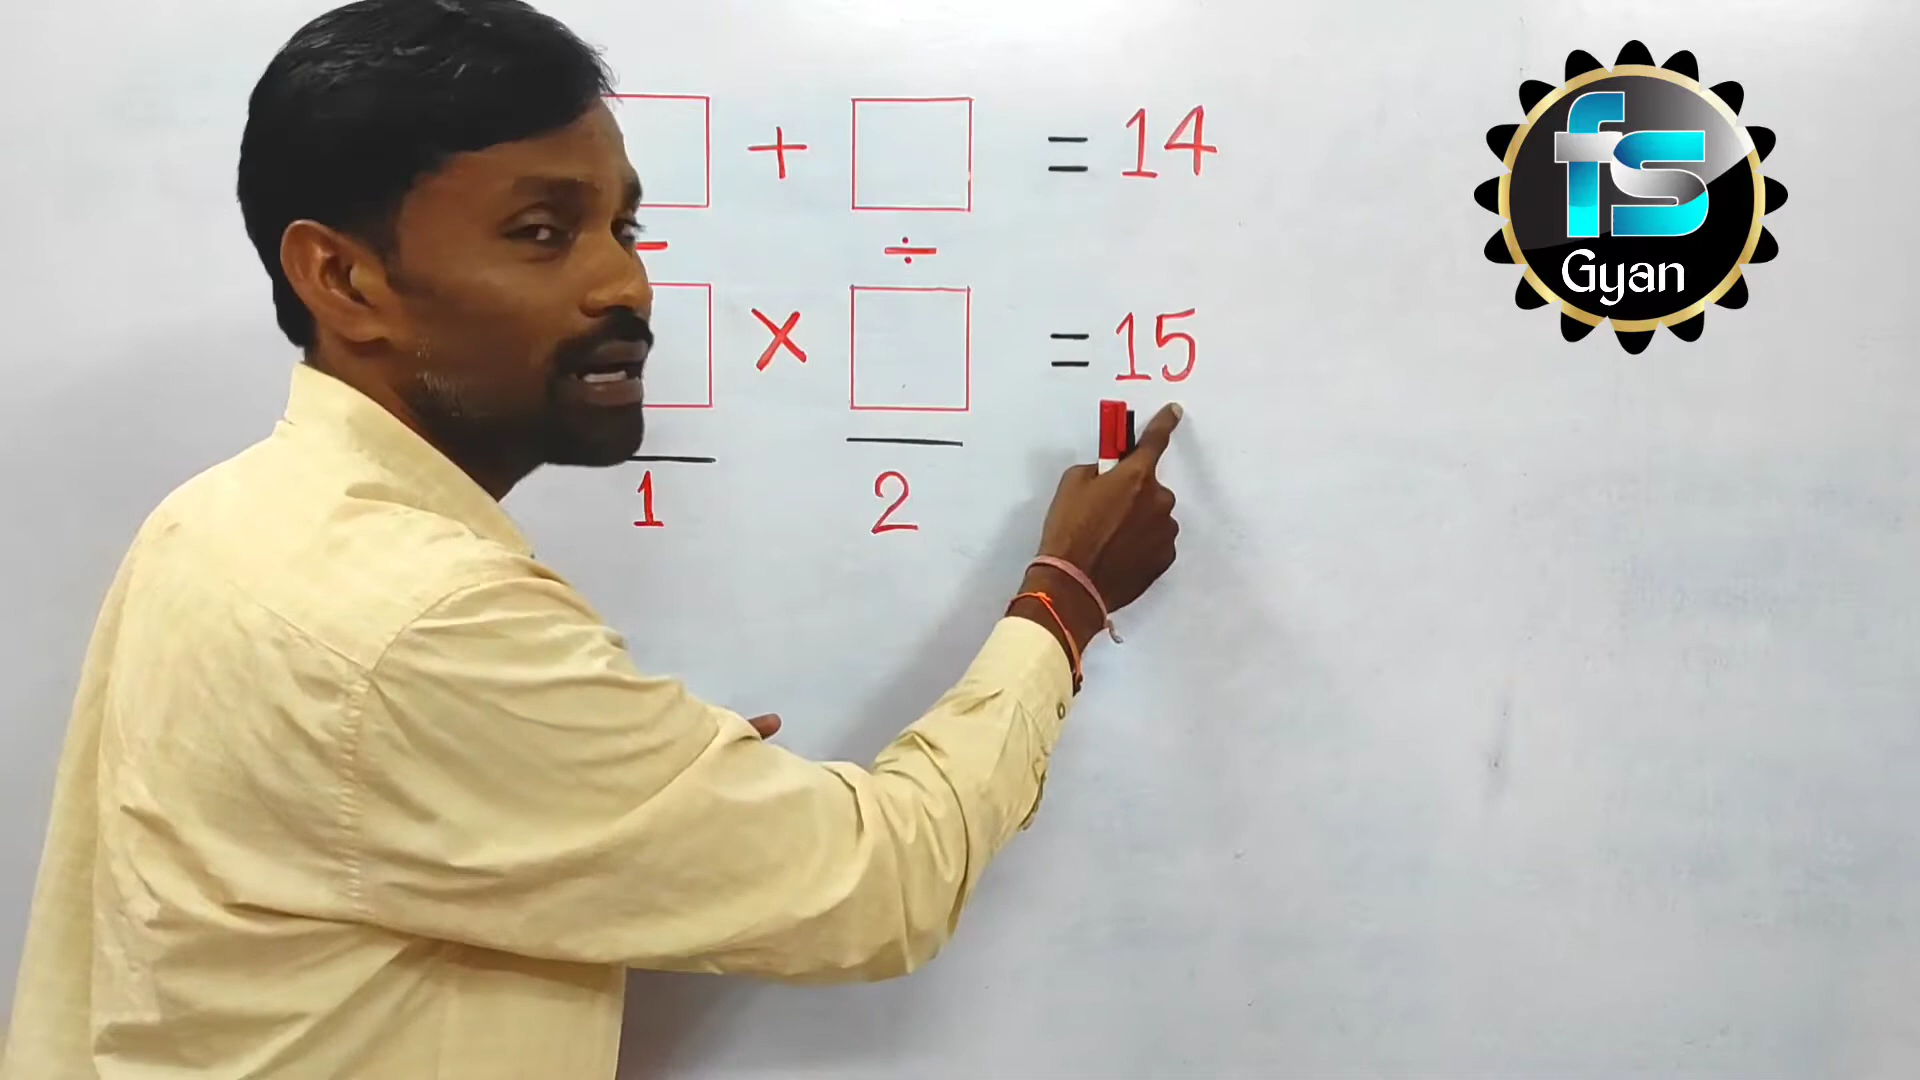 + = 14
- ÷
× = 15
1 2
fs
Gyan